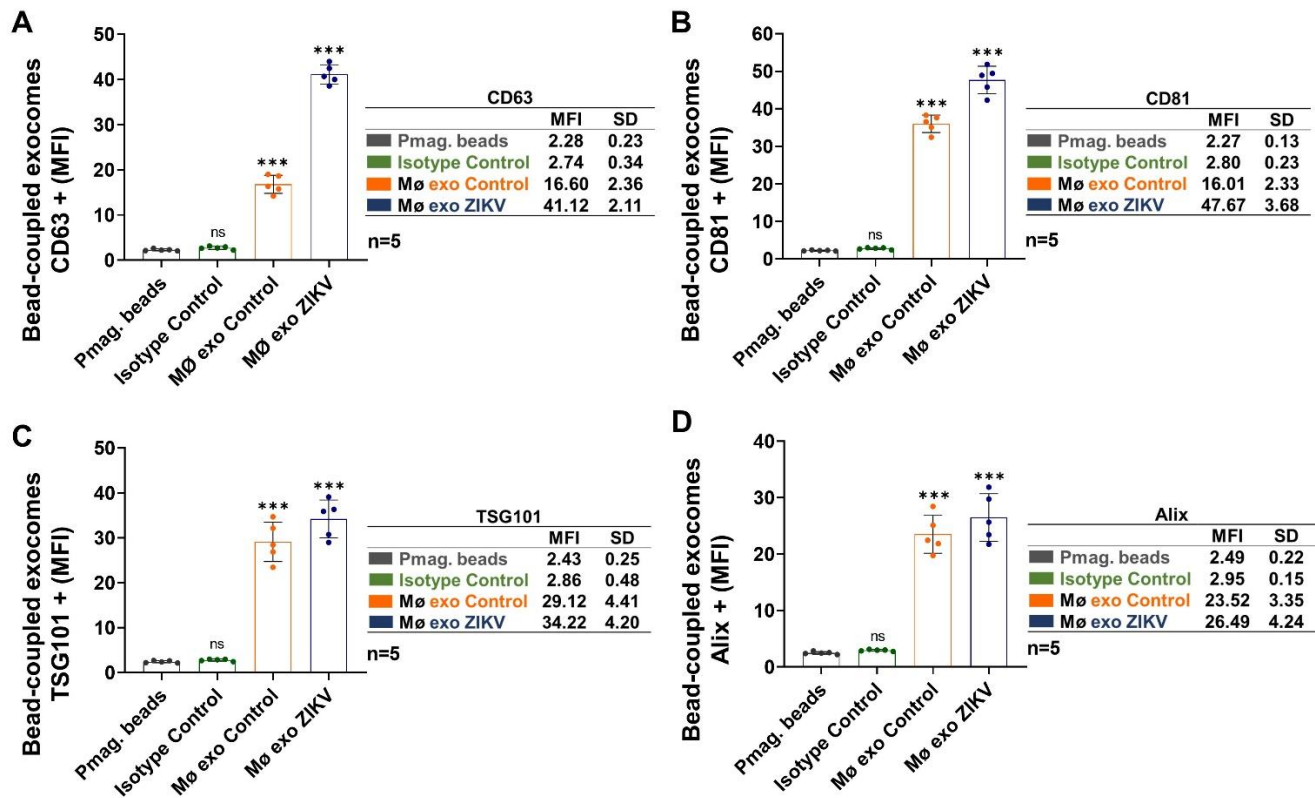 A
Bead-coupled exocomes
CD63 + (MFI)
50
40
30
20
10
0
ns
***
***
Pmag. beads
Isotype Control
MØ exo Control
MØ exo ZIKV
CD63
MFI SD
Pmag. beads 2.28 0.23
Isotype Control 2.74 0.34
Mø exo Control 16.60 2.36
Mø exo ZIKV 41.12 2.11
n=5
B
Bead-coupled exocomes
CD81 + (MFI)
60
50
40
30
20
10
0
ns
***
***
Pmag. beads
Isotype Control
Mø exo Control
Mø exo ZIKV
CD81
MFI SD
Pmag. beads 2.27 0.13
Isotype Control 2.80 0.23
Mø exo Control 16.01 2.33
Mø exo ZIKV 47.67 3.68
n=5
C
Bead-coupled exocomes
TSG101 + (MFI)
50
40
30
20
10
0
ns
***
***
Pmag. beads
Isotype Control
Mø exo Control
Mø exo ZIKV
TSG101
MFI SD
Pmag. beads 2.43 0.25
Isotype Control 2.86 0.48
Mø exo Control 29.12 4.41
Mø exo ZIKV 34.22 4.20
n=5
D
Bead-coupled exocomes
Alix + (MFI)
40
30
20
10
0
ns
***
***
Pmag. beads
Isotype Control
Mø exo Control
Mø exo ZIKV
Alix
MFI SD
Pmag. beads 2.49 0.22
Isotype Control 2.95 0.15
Mø exo Control 23.52 3.35
Mø exo ZIKV 26.49 4.24
n=5